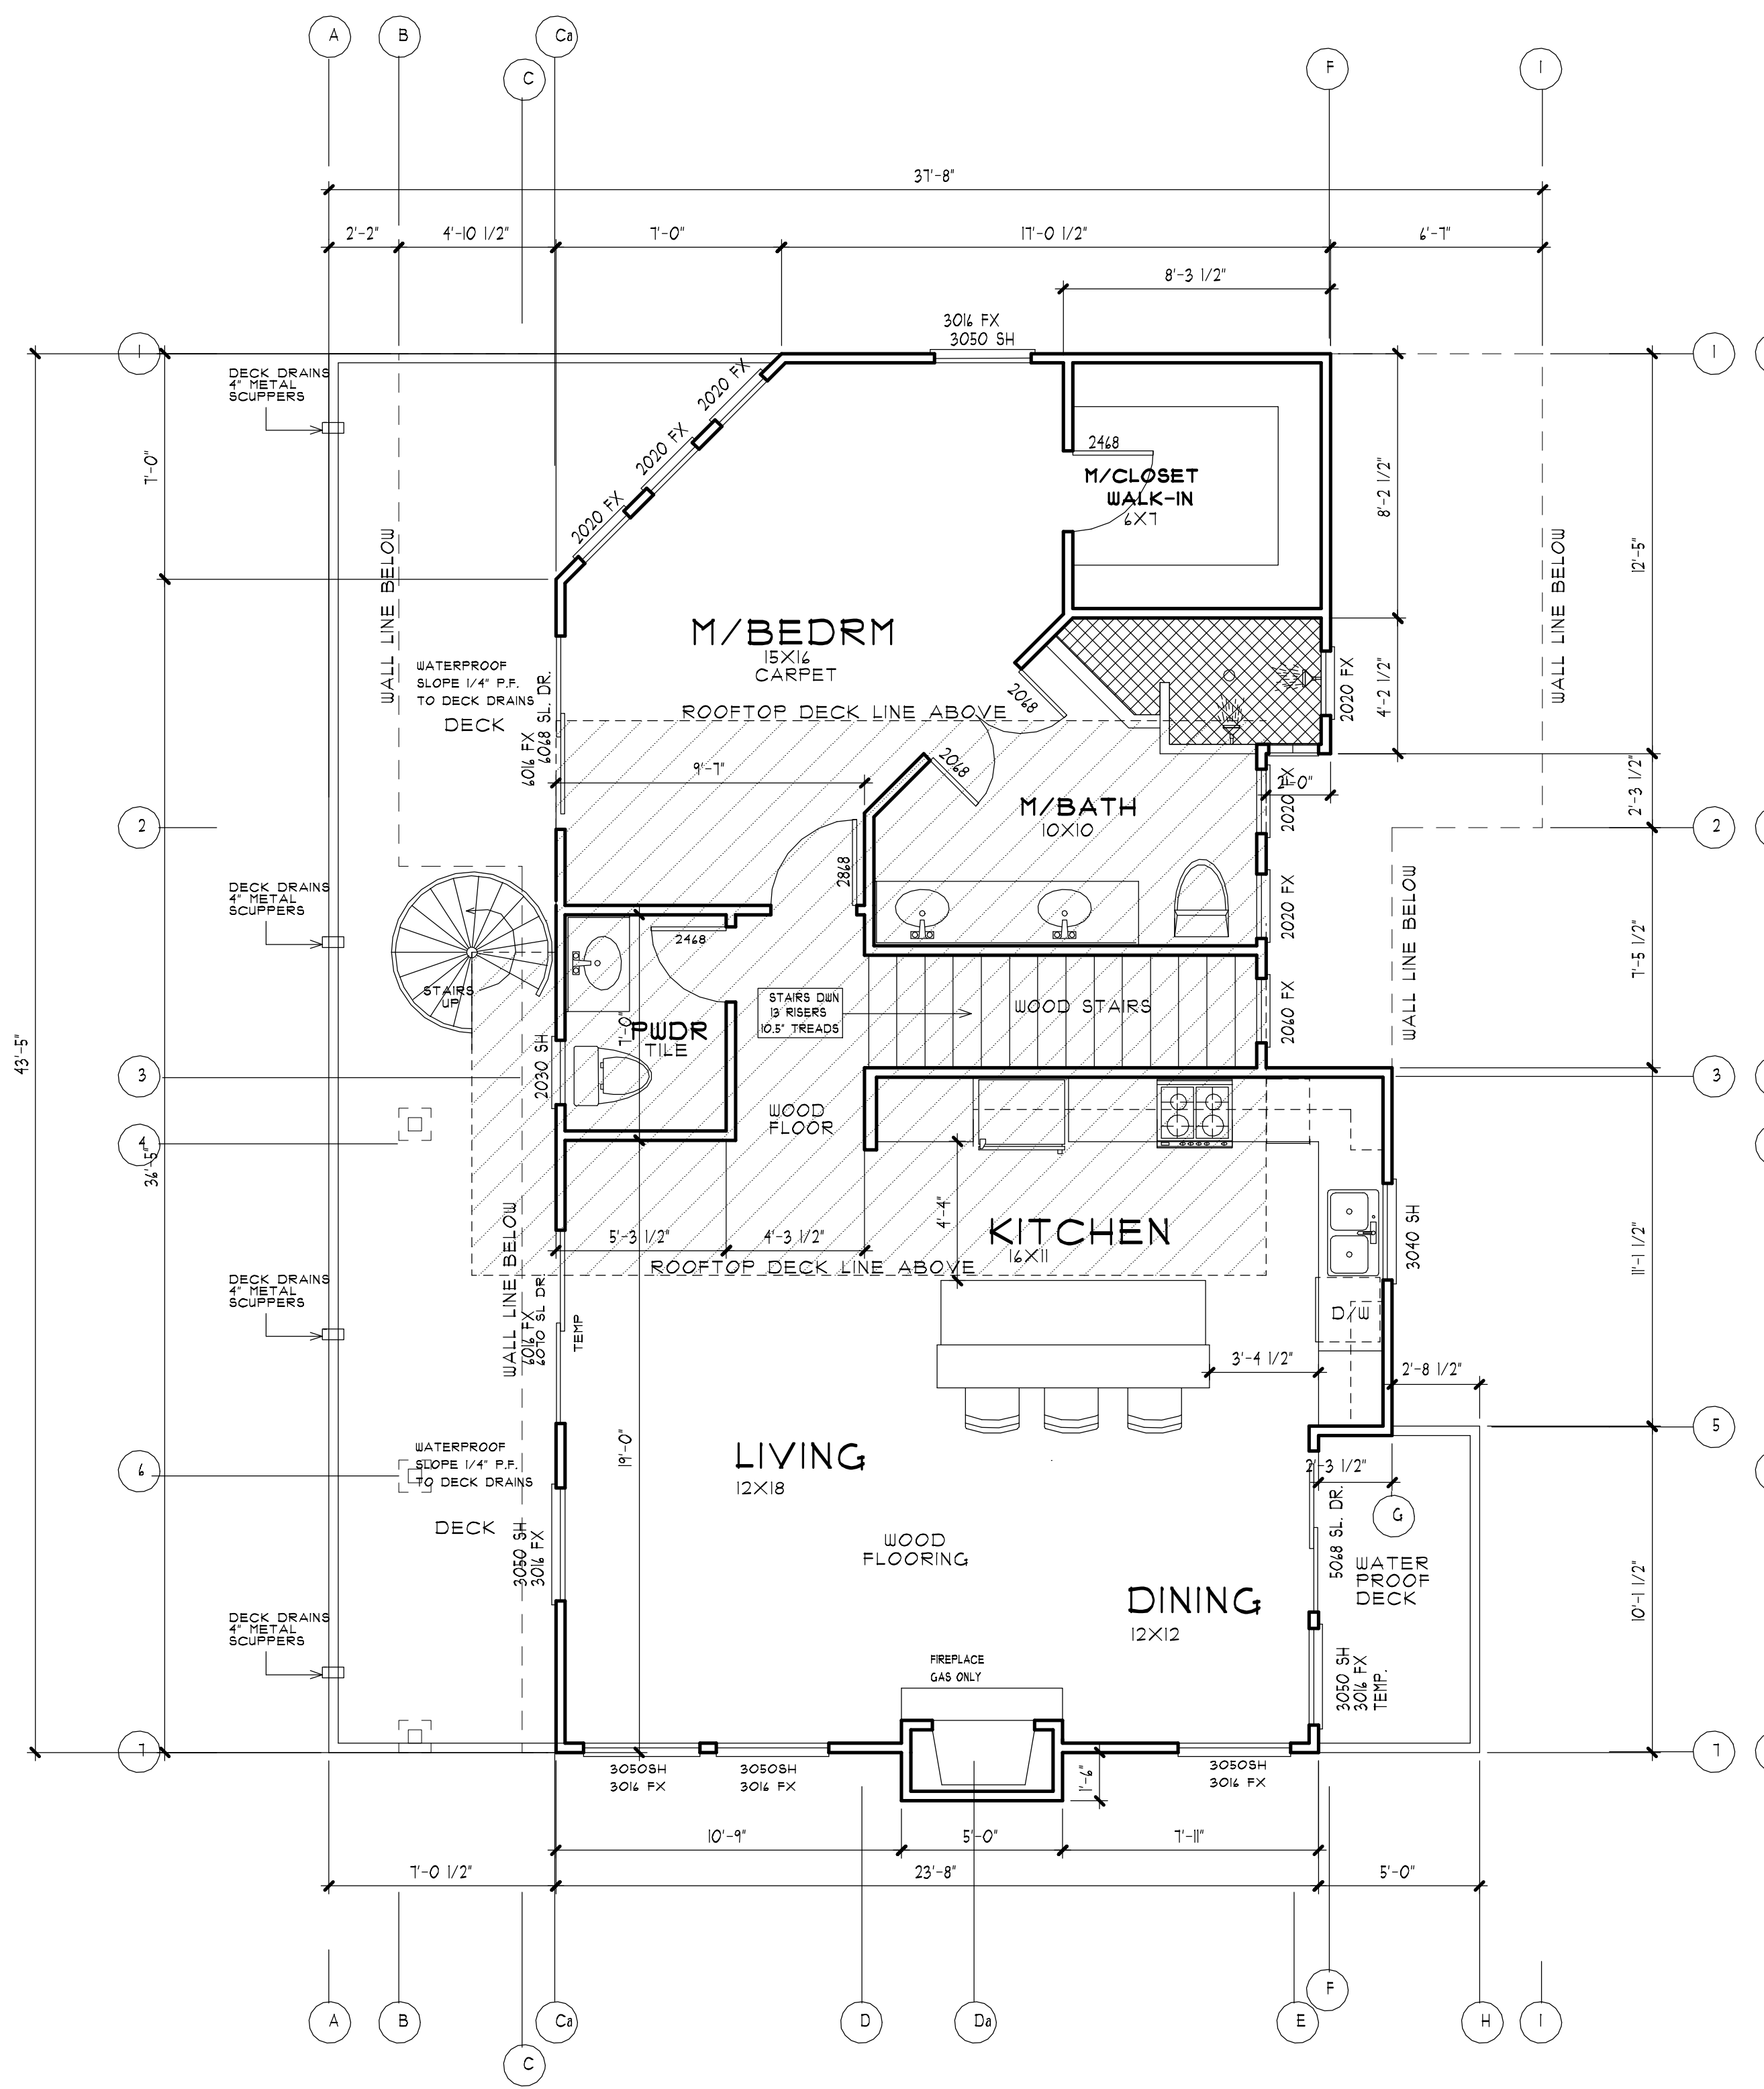 A
B
Ca
C
F
I
37'-8"
2'-2"
4'-10 1/2"
7'-0"
17'-0 1/2"
6'-7"
8'-3 1/2"
3016 FX
3050 SH
1
1
DECK DRAINS
4" METAL
SCUPPERS
2020 FX
2020 FX
2020 FX
7'-0"
2468
M/CLOSET
WALK-IN
6X7
8'-2 1/2"
12'-5"
WALL LINE BELOW
WALL LINE BELOW
M/BEDRM
15X16
CARPET
WATERPROOF
SLOPE 1/4" P.F.
TO DECK DRAINS
DECK
6016 FX
6068 SL. DR.
ROOFTOP DECK LINE ABOVE
2068
2020 FX
4'-2 1/2"
9'-7"
2068
2'-0"
2020 FX
2'-3 1/2"
M/BATH
10X10
2
2
2868
DECK DRAINS
4" METAL
SCUPPERS
2020 FX
WALL LINE BELOW
7'-5 1/2"
2468
STAIRS
UP
STAIRS DWN
13 RISERS
10.5" TREADS
WOOD STAIRS
2060 FX
7'-0"
PWDR
TILE
2030 SH
43'-5"
3
3
WOOD
FLOOR
4
36'-5"
4'-4"
KITCHEN
16X11
3040 SH
11'-1 1/2"
5'-3 1/2"
4'-3 1/2"
ROOFTOP DECK LINE ABOVE
WALL LINE BELOW
DECK DRAINS
4" METAL
SCUPPERS
6016 FX
6070 SL DR.
TEMP
D/W
3'-4 1/2"
2'-8 1/2"
5
19'-0"
LIVING
12X18
WATERPROOF
SLOPE 1/4" P.F.
TO DECK DRAINS
6
2'-3 1/2"
G
DECK
3050 SH
3016 FX
WOOD
FLOORING
5068 SL. DR.
WATER
PROOF
DECK
10'-1 1/2"
DINING
12X12
DECK DRAINS
4" METAL
SCUPPERS
FIREPLACE
GAS ONLY
3050 SH
3016 FX
TEMP.
7
7
3050SH
3016 FX
3050SH
3016 FX
3050SH
3016 FX
1'-6"
10'-9"
5'-0"
7'-11"
7'-0 1/2"
23'-8"
5'-0"
F
A
B
Ca
D
Da
E
H
I
C